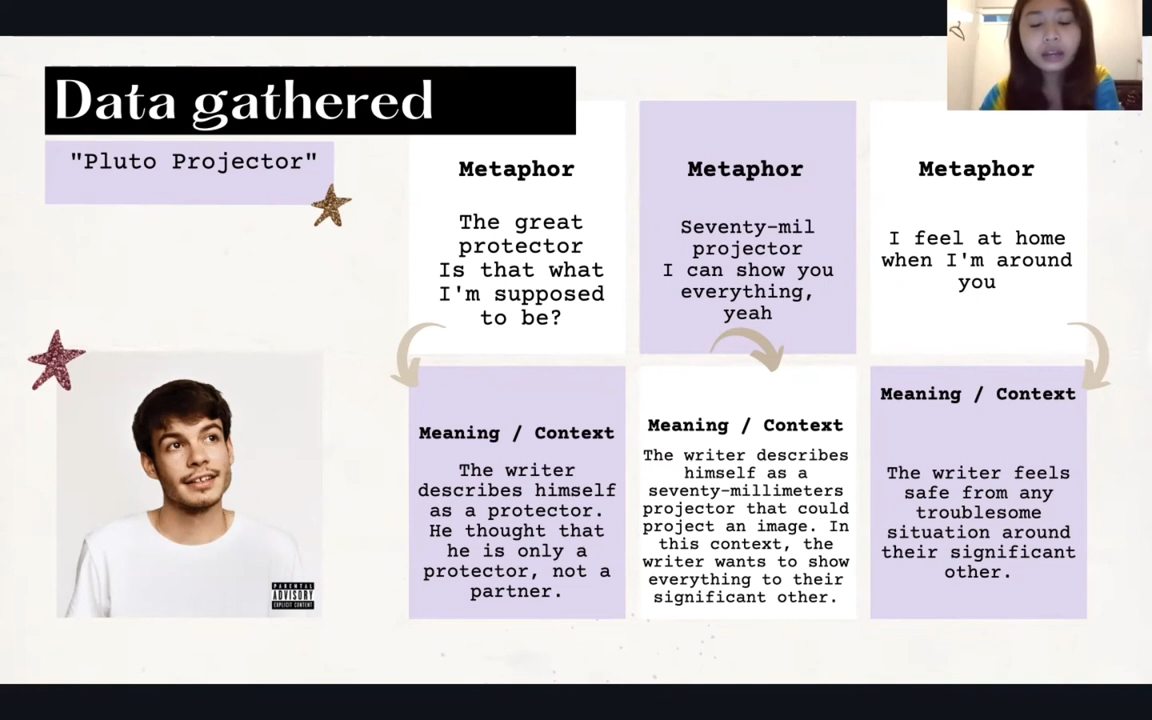 Data gathered
"Pluto Projector"
Metaphor
The great
protector
Is that what
I'm supposed
to be?
Metaphor
Seventy-mil
projector
I can show you
everything,
yeah
Metaphor
I feel at home
when I'm around
you
Meaning / Context
The writer
describes himself
as a protector.
He thought that
he is only a
protector, not a
partner.
Meaning / Context
The writer describes
himself as a
seventy-millimeters
projector that could
project an image. In
this context, the
writer wants to show
everything to their
significant other.
Meaning / Context
The writer feels
safe from any
troublesome
situation around
their significant
other.
PARENTAL
ADVISORY
EXPLICIT CONTENT